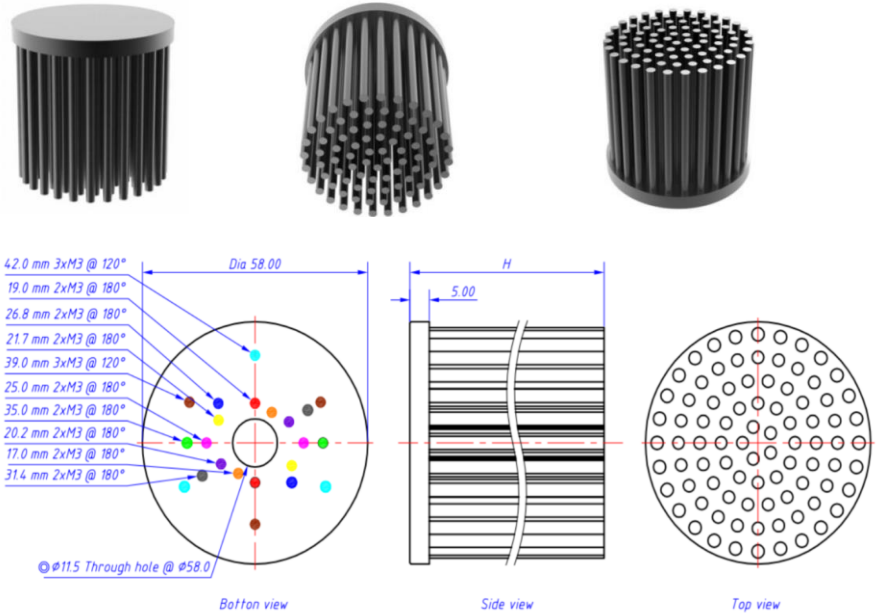 42.0 mm 3xM3 @ 120°
Dia 58.00
H
19.0 mm 2xM3 @ 180°
5.00
26.8 mm 2xM3 @ 180°
21.7 mm 2xM3 @ 180°
39.0 mm 3xM3 @ 120°
25.0 mm 2xM3 @ 180°
35.0 mm 2xM3 @ 180°
20.2 mm 2xM3 @ 180°
17.0 mm 2xM3 @ 180°
31.4 mm 2xM3 @ 180°
◎ Ø11.5 Through hole @ Ø58.0
Botton view
Side view
Top view